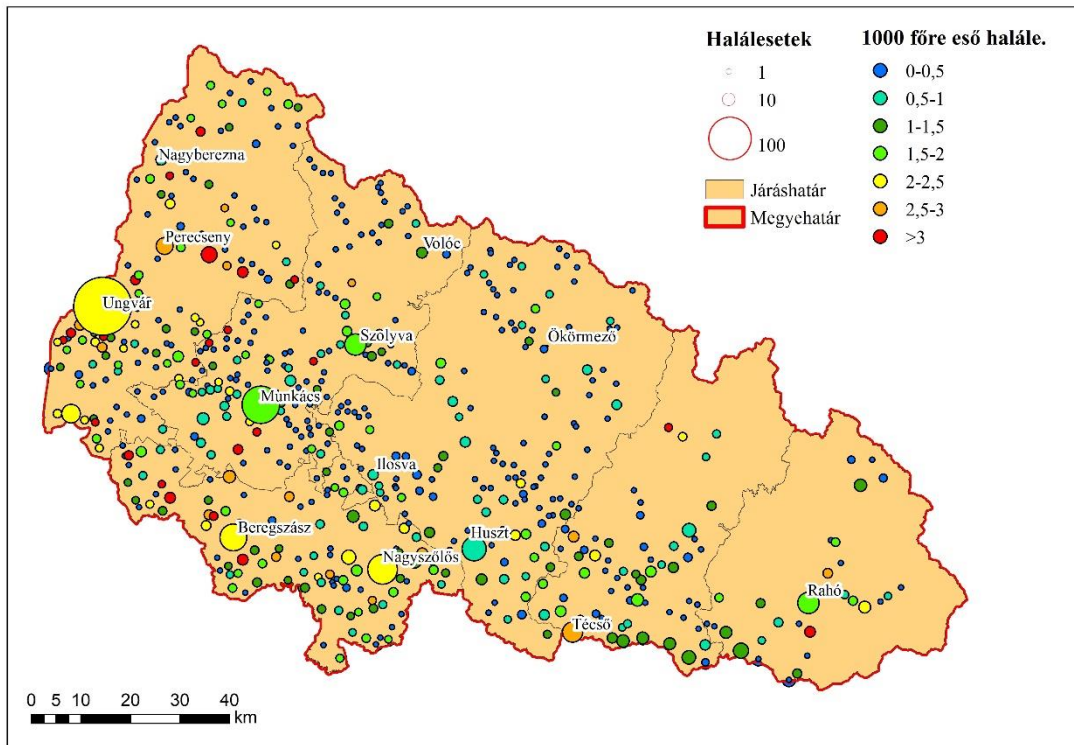 Halálesetek
1
10
100
Járáshatár
Megyehatár
1000 főre eső halále.
0-0,5
0,5-1
1-1,5
1,5-2
2-2,5
2,5-3
>3
Nagyberezna
Perecseny
Volóc
Ungvár
Szolyva
Ökörmező
Munkács
Ilosva
Beregszász
Huszt
Nagyszőlős
Rahó
Técső
0 5 10 20 30 40
km